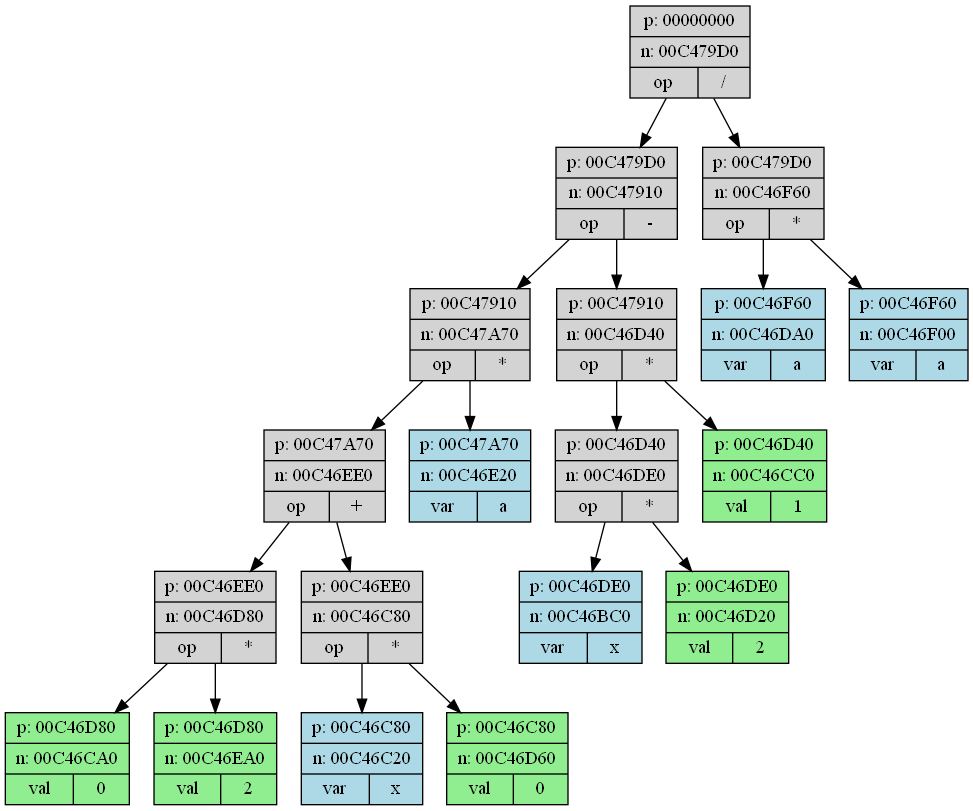 p: 00000000
n: 00C479D0
op /
p: 00C479D0
n: 00C47910
op -
p: 00C479D0
n: 00C46F60
op *
p: 00C47910
n: 00C47A70
op *
p: 00C47910
n: 00C46D40
op *
p: 00C46F60
n: 00C46DA0
var a
p: 00C46F60
n: 00C46F00
var a
p: 00C47A70
n: 00C46EE0
op +
p: 00C47A70
n: 00C46E20
var a
p: 00C46D40
n: 00C46DE0
op *
p: 00C46D40
n: 00C46CC0
val 1
p: 00C46EE0
n: 00C46D80
op *
p: 00C46EE0
n: 00C46C80
op *
p: 00C46DE0
n: 00C46BC0
var x
p: 00C46DE0
n: 00C46D20
val 2
p: 00C46D80
n: 00C46CA0
val 0
p: 00C46D80
n: 00C46EA0
val 2
p: 00C46C80
n: 00C46C20
var x
p: 00C46C80
n: 00C46D60
val 0